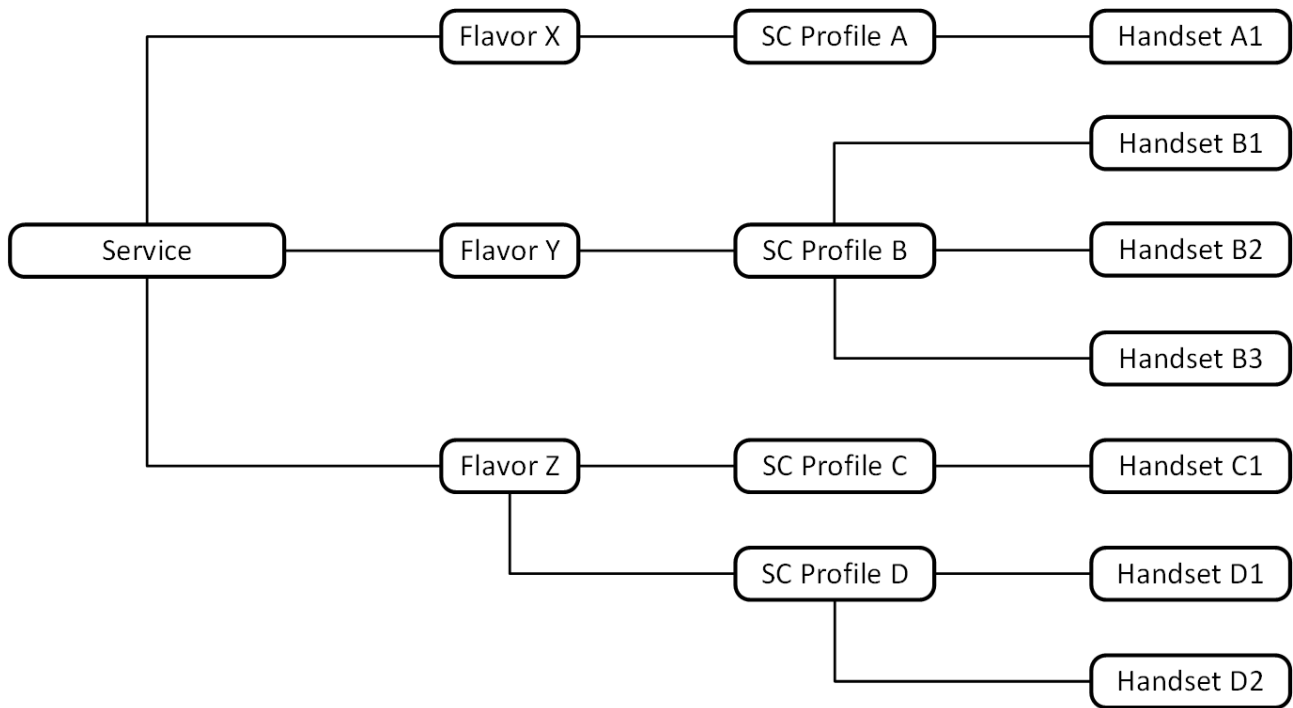 Flavor X
SC Profile A
Handset A1
Handset B1
Service
Flavor Y
SC Profile B
Handset B2
Handset B3
Flavor Z
SC Profile C
Handset C1
SC Profile D
Handset D1
Handset D2